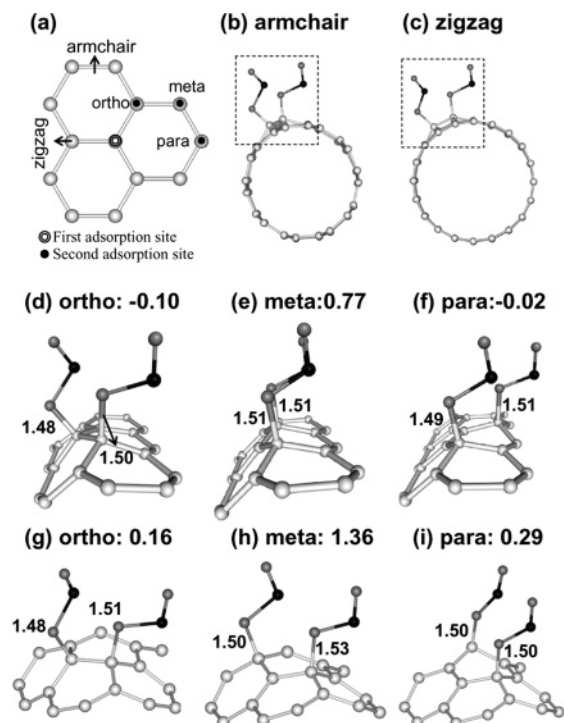 (a)
armchair
ortho
meta
zigzag
para
First adsorption site
Second adsorption site
(b) armchair
(c) zigzag
(d) ortho: -0.10
1.48
1.50
(e) meta:0.77
1.51
1.51
(f) para:-0.02
1.49
1.51
(g) ortho: 0.16
1.48
1.51
(h) meta: 1.36
1.50
1.53
(i) para: 0.29
1.50
1.50